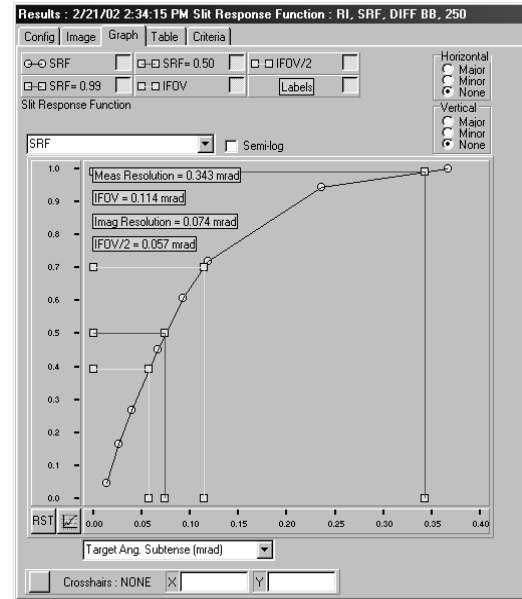 Results : 2/21/02 2:34:15 PM Slit Response Function : RI, SRF, DIFF BB, 250
Config Image Graph Table Criteria
SRF SRF= 0.50 IFOV/2
SRF= 0.99 IFOV Labels
Horizontal
Major
Minor
None
Slit Response Function
Vertical
Major
Minor
None
SRF Semi-log
1.0
Meas Resolution = 0.343 mrad
0.9
IFOV = 0.114 mrad
Imag Resolution = 0.074 mrad
0.8
IFOV/2 = 0.057 mrad
0.7
0.6
0.5
0.4
0.3
0.2
0.1
0.0
RST
0.00 0.05 0.10 0.15 0.20 0.25 0.30 0.35 0.40
Target Ang. Subtense (mrad)
Crosshairs : NONE X Y